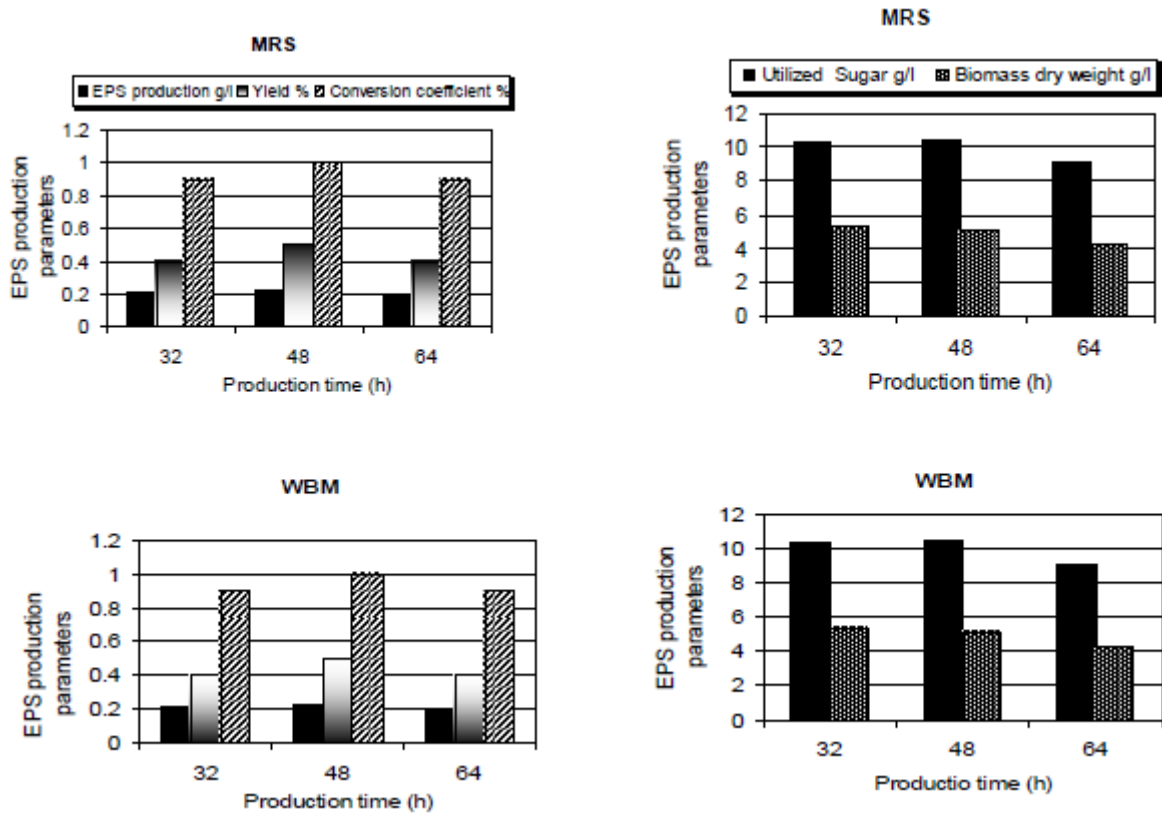 MRS
EPS production g/l Yield % Conversion coefficient %
1.2
1
0.8
0.6
0.4
0.2
0
EPS production
parameters
32 48 64
Production time (h)
MRS
Utilized Sugar g/l Biomass dry weight g/l
12
10
8
6
4
2
0
EPS production
parameters
32 48 64
Production time (h)
WBM
1.2
1
0.8
0.6
0.4
0.2
0
EPS production
parameters
32 48 64
Production time (h)
WBM
12
10
8
6
4
2
0
EPS production
parameters
32 48 64
Productio time (h)